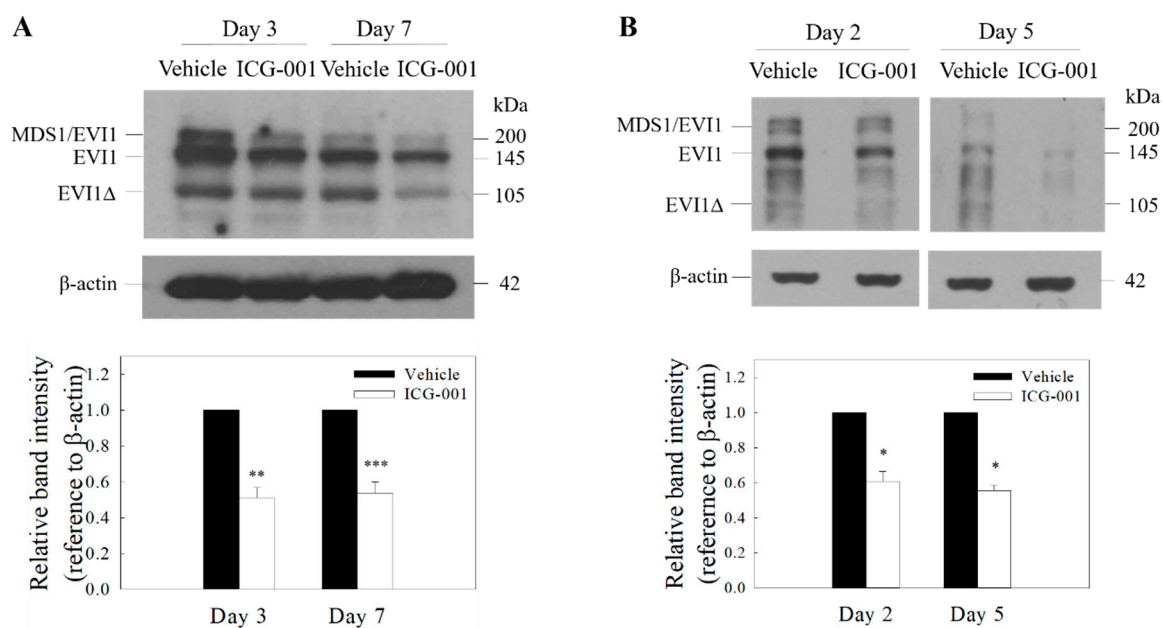 A
Day 3 Day 7
Vehicle ICG-001 Vehicle ICG-001
kDa
MDS1/EVI1 200
EVI1 145
EVI1Δ 105
β-actin 42
Relative band intensity
(reference to β-actin)
1.2
1.0
0.8
0.6
0.4
0.2
0.0
Vehicle
ICG-001
**
***
Day 3 Day 7
B
Day 2 Day 5
Vehicle ICG-001 Vehicle ICG-001
kDa
MDS1/EVI1 200
EVI1 145
EVI1Δ 105
β-actin 42
Relative band intensity
(referernce to β-actin)
1.2
1.0
0.8
0.6
0.4
0.2
0.0
Vehicle
ICG-001
*
*
Day 2 Day 5